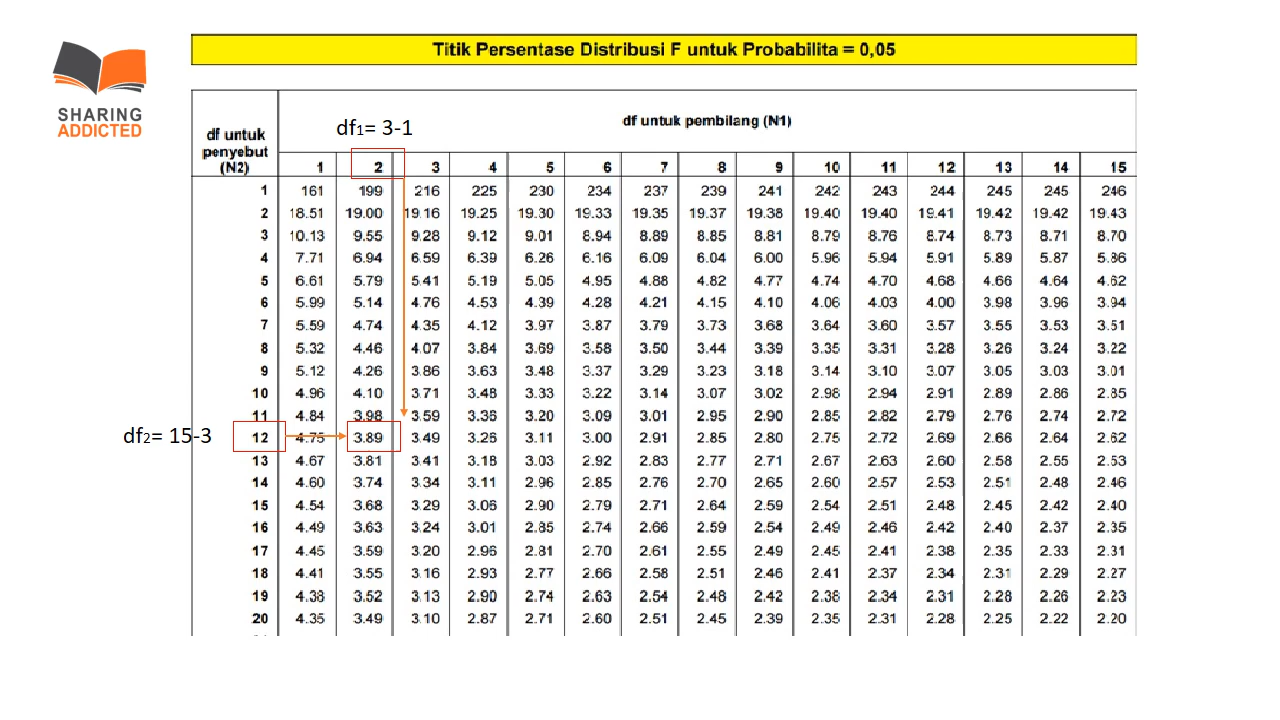 SHARING
ADDICTED
Titik Persentase Distribusi F untuk Probabilita = 0,05
df untuk
penyebut
(N2)
df1= 3-1
df untuk pembilang (N1)
1 2 3 4 5 6 7 8 9 10 11 12 13 14 15
1 161 199 216 225 230 234 237 239 241 242 243 244 245 245 246
2 18.51 19.00 19.16 19.25 19.30 19.33 19.35 19.37 19.38 19.40 19.40 19.41 19.42 19.42 19.43
3 10.13 9.55 9.28 9.12 9.01 8.94 8.89 8.85 8.81 8.79 8.76 8.74 8.73 8.71 8.70
4 7.71 6.94 6.59 6.39 6.26 6.16 6.09 6.04 6.00 5.96 5.94 5.91 5.89 5.87 5.86
5 6.61 5.79 5.41 5.19 5.05 4.95 4.88 4.82 4.77 4.74 4.70 4.68 4.66 4.64 4.62
6 5.99 5.14 4.76 4.53 4.39 4.28 4.21 4.15 4.10 4.06 4.03 4.00 3.98 3.96 3.94
7 5.59 4.74 4.35 4.12 3.97 3.87 3.79 3.73 3.68 3.64 3.60 3.57 3.55 3.53 3.51
8 5.32 4.46 4.07 3.84 3.69 3.58 3.50 3.44 3.39 3.35 3.31 3.28 3.26 3.24 3.22
9 5.12 4.26 3.86 3.63 3.48 3.37 3.29 3.23 3.18 3.14 3.10 3.07 3.05 3.03 3.01
10 4.96 4.10 3.71 3.48 3.33 3.22 3.14 3.07 3.02 2.98 2.94 2.91 2.89 2.86 2.85
11 4.84 3.98 3.59 3.36 3.20 3.09 3.01 2.95 2.90 2.85 2.82 2.79 2.76 2.74 2.72
df2= 15-3
12 4.75 3.89 3.49 3.26 3.11 3.00 2.91 2.85 2.80 2.75 2.72 2.69 2.66 2.64 2.62
13 4.67 3.81 3.41 3.18 3.03 2.92 2.83 2.77 2.71 2.67 2.63 2.60 2.58 2.55 2.53
14 4.60 3.74 3.34 3.11 2.96 2.85 2.76 2.70 2.65 2.60 2.57 2.53 2.51 2.48 2.46
15 4.54 3.68 3.29 3.06 2.90 2.79 2.71 2.64 2.59 2.54 2.51 2.48 2.45 2.42 2.40
16 4.49 3.63 3.24 3.01 2.85 2.74 2.66 2.59 2.54 2.49 2.46 2.42 2.40 2.37 2.35
17 4.45 3.59 3.20 2.96 2.81 2.70 2.61 2.55 2.49 2.45 2.41 2.38 2.35 2.33 2.31
18 4.41 3.55 3.16 2.93 2.77 2.66 2.58 2.51 2.46 2.41 2.37 2.34 2.31 2.29 2.27
19 4.38 3.52 3.13 2.90 2.74 2.63 2.54 2.48 2.42 2.38 2.34 2.31 2.28 2.26 2.23
20 4.35 3.49 3.10 2.87 2.71 2.60 2.51 2.45 2.39 2.35 2.31 2.28 2.25 2.22 2.20